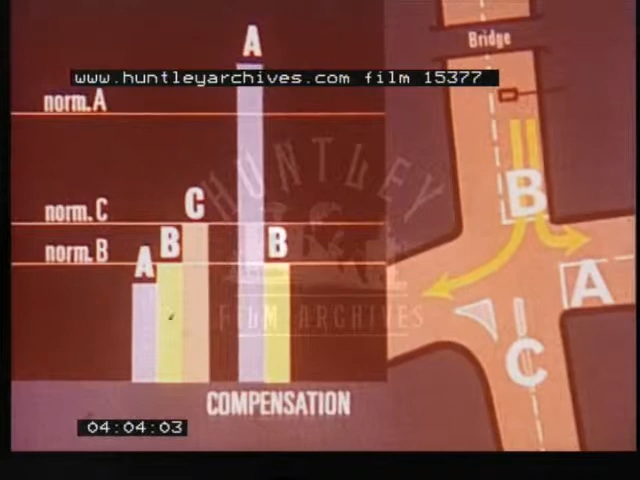 A
Bridge
www.huntleyarchives.com film 15377
norm.A
HUNTLEY
norm.C
C
B
norm.B
B
B
A
A
FILM ARCHIVES
C
COMPENSATION
04:04:03